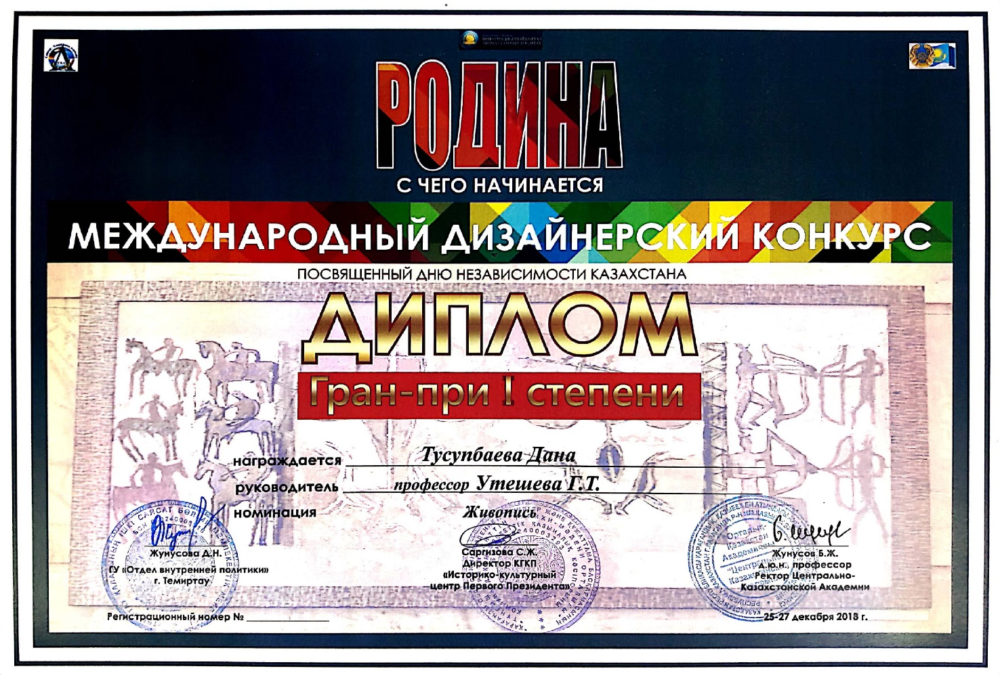 РОДИНА
С ЧЕГО НАЧИНАЕТСЯ
МЕЖДУНАРОДНЫЙ ДИЗАЙНЕРСКИЙ КОНКУРС
ПОСВЯЩЕННЫЙ ДНЮ НЕЗАВИСИМОСТИ КАЗАХСТАНА
ДИПЛОМ
Гран-при I степени
награждается Тусупбаева Дана
руководитель профессор Утешева Г.Т.
номинация Живопись
Жунусова Д.Н.
ГУ «Отдел внутренней политики»
г. Темиртау
Саргизова С.Ж.
Директор КГКП
«Историко-культурный
центр Первого Президента»
Жунусов Б.Ж.
д.ю.н., профессор
Ректор Центрально-
Казахстанской Академии
Регистрационный номер №
25-27 декабря 2018 г.